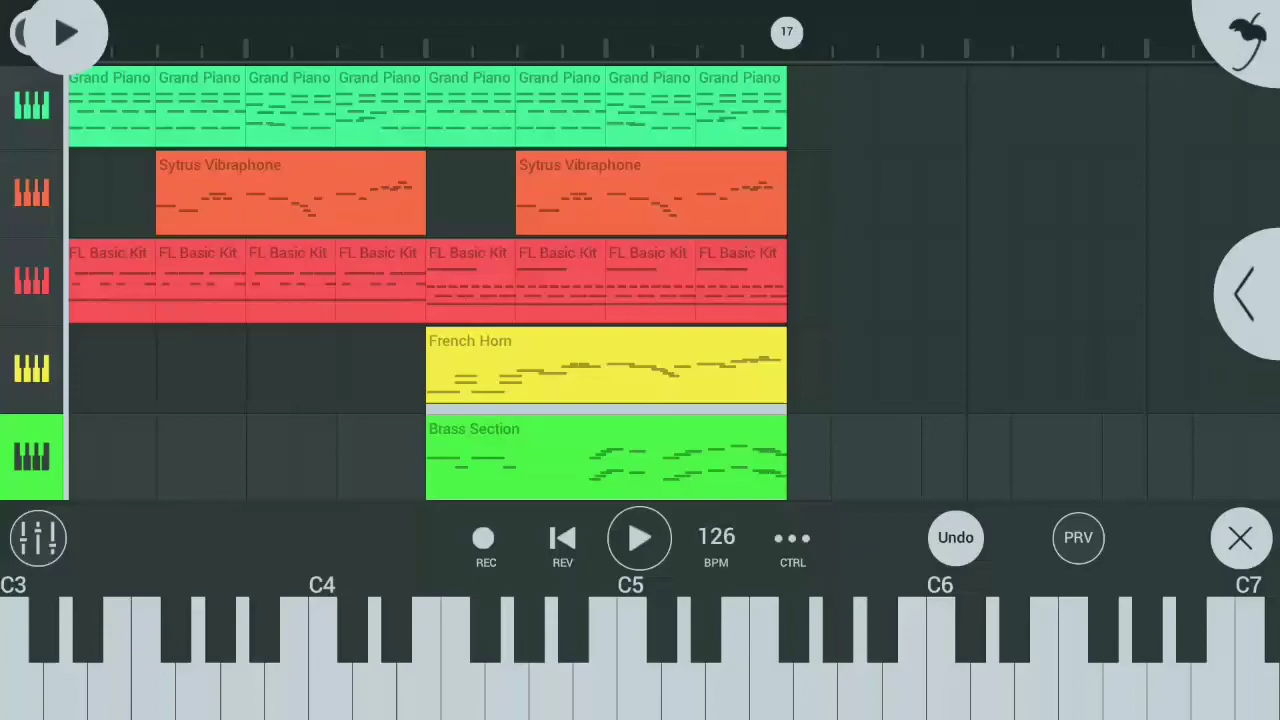 17
Grand Piano Grand Piano Grand Piano Grand Piano Grand Piano Grand Piano Grand Piano Grand Piano
Sytrus Vibraphone Sytrus Vibraphone
FL Basic Kit FL Basic Kit FL Basic Kit FL Basic Kit FL Basic Kit FL Basic Kit FL Basic Kit FL Basic Kit
French Horn
Brass Section
126 Undo PRV
REC REV BPM CTRL
C3 C4 C5 C6 C7